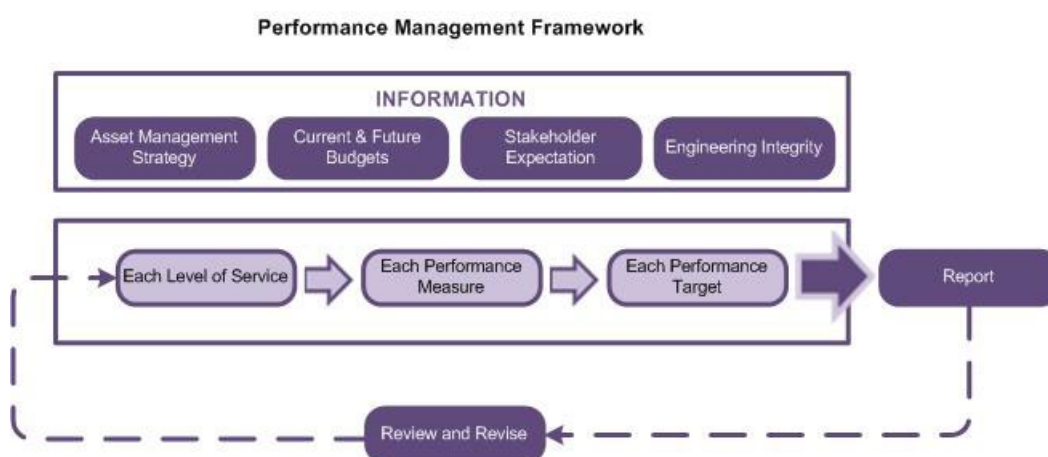 Performance Management Framework
INFORMATION
Asset Management
Strategy
Current & Future
Budgets
Stakeholder
Expectation
Engineering Integrity
Each Level of Service
Each Performance
Measure
Each Performance
Target
Report
Review and Revise